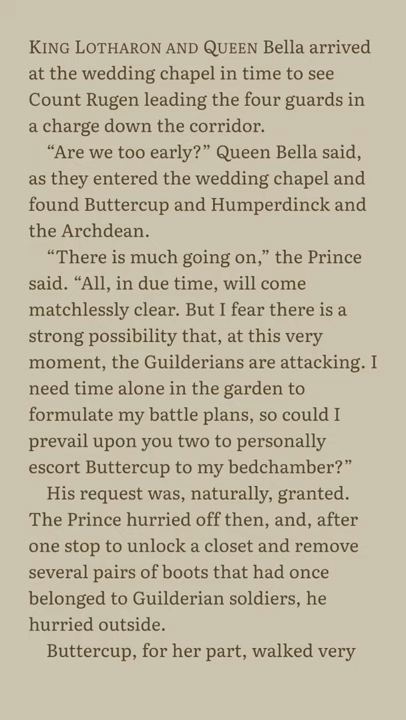 KING LOTHARON AND QUEEN Bella arrived
at the wedding chapel in time to see
Count Rugen leading the four guards in
a charge down the corridor.
“Are we too early?” Queen Bella said,
as they entered the wedding chapel and
found Buttercup and Humperdinck and
the Archdean.
“There is much going on,” the Prince
said. “All, in due time, will come
matchlessly clear. But I fear there is a
strong possibility that, at this very
moment, the Guilderians are attacking. I
need time alone in the garden to
formulate my battle plans, so could I
prevail upon you two to personally
escort Buttercup to my bedchamber?”
His request was, naturally, granted.
The Prince hurried off then, and, after
one stop to unlock a closet and remove
several pairs of boots that had once
belonged to Guilderian soldiers, he
hurried outside.
Buttercup, for her part, walked very